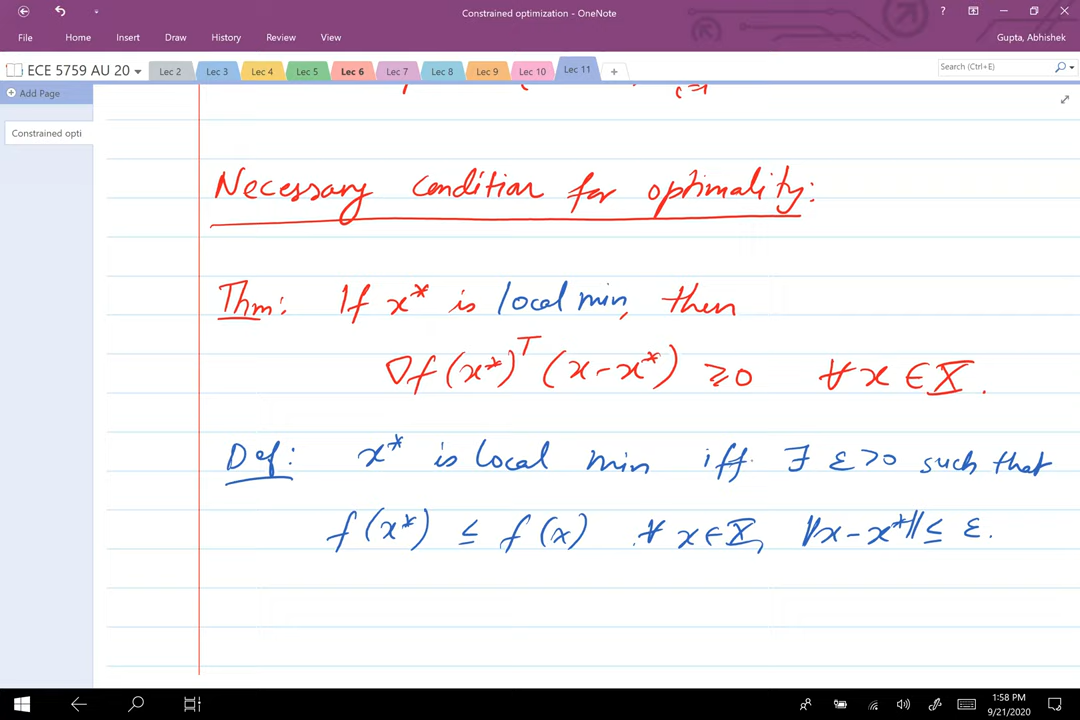 Constrained optimization - OneNote
?
File Home Insert Draw History Review View
Gupta, Abhishek
ECE 5759 AU 20
Lec 2 Lec 3 Lec 4 Lec 5 Lec 6 Lec 7 Lec 8 Lec 9 Lec 10 Lec 11 +
Search (Ctrl+E)
Add Page
Constrained opti
Necessary condition for optimality:
Thm: If x* is local min, then
∇f(x*)ᵀ(x-x*) ≥0 ∀x∈X.
Def: x* is local min iff ∃ ε>0 such that
f(x*) ≤ f(x) ∀ x∈X, ||x-x*||≤ ε.
1:58 PM
9/21/2020